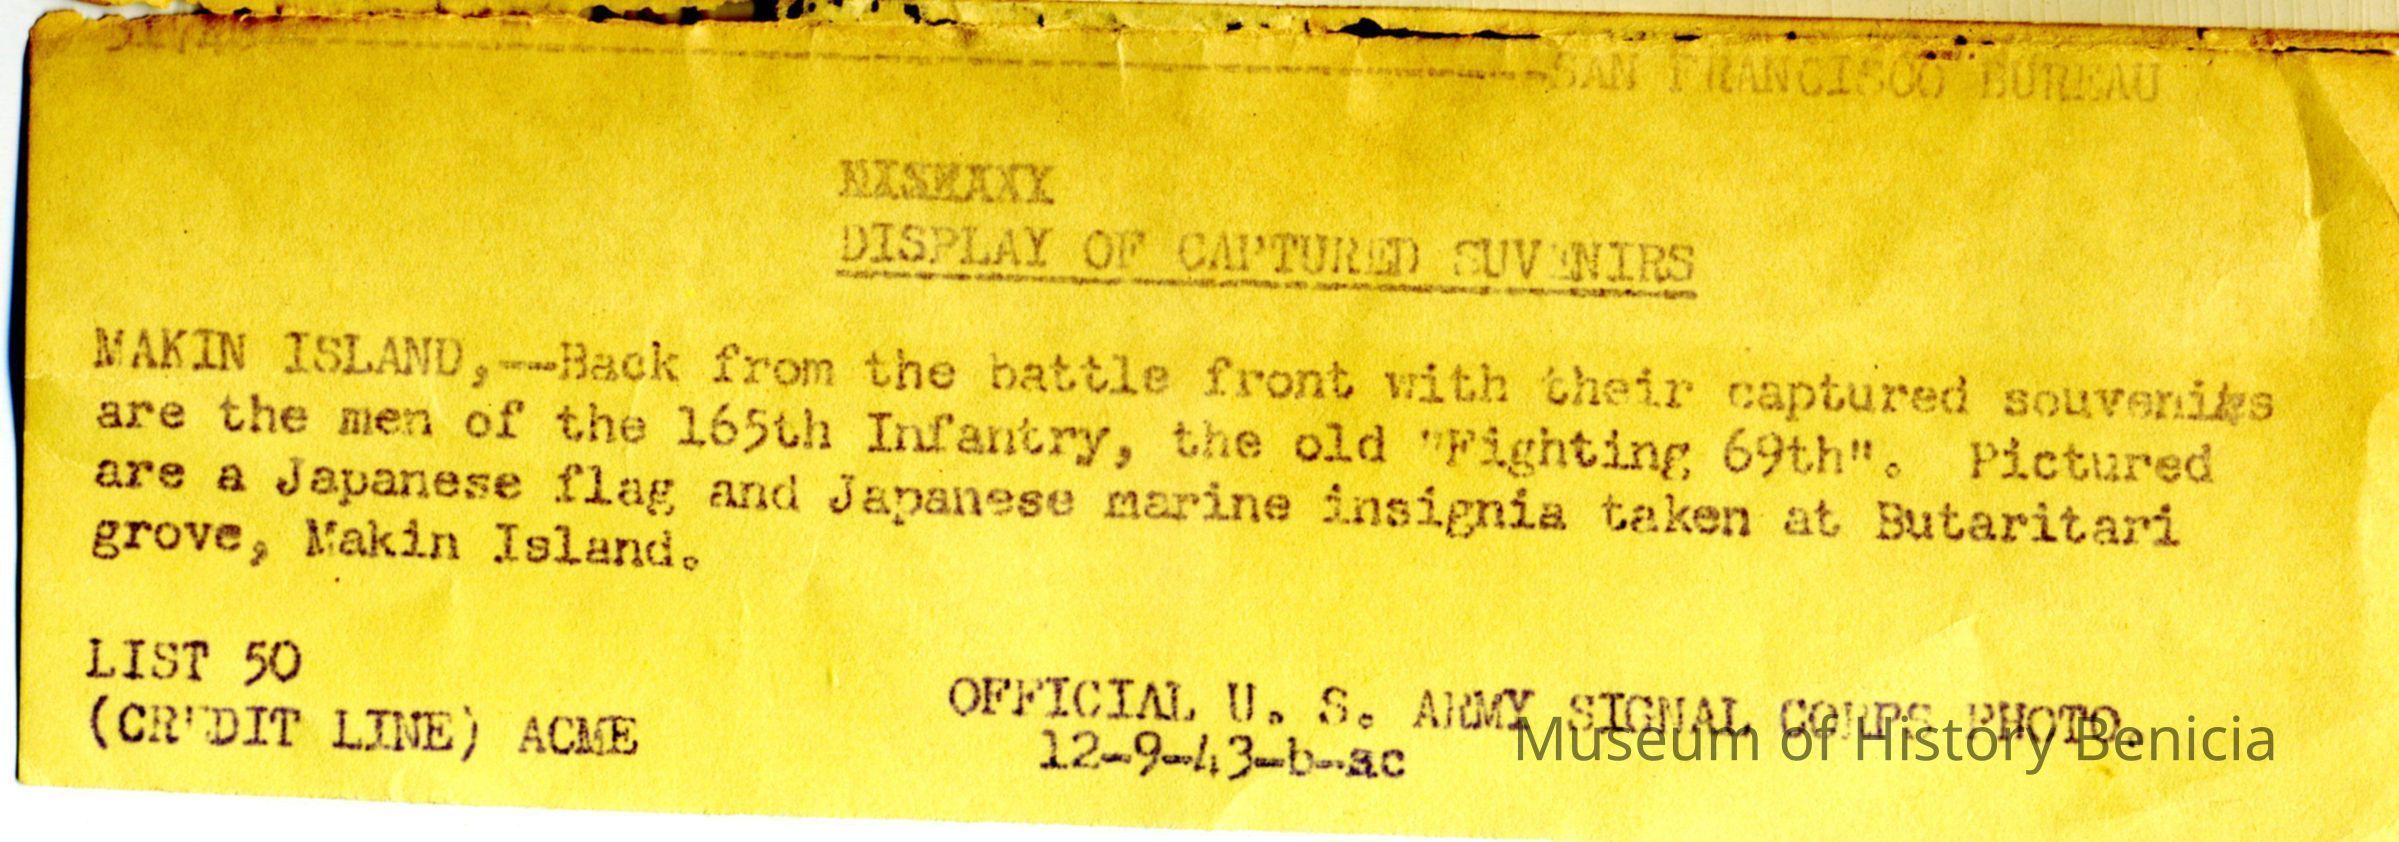 SAN FRANCISCO BUREAU
DISPLAY OF CAPTURED SUVENIRS
MAKIN ISLAND,--Back from the battle front with their captured souvenirs
are the men of the 165th Infantry, the old "Fighting 69th". Pictured
are a Japanese flag and Japanese marine insignia taken at Butaritari
grove, Makin Island.
LIST 50
(CREDIT LINE) ACME
OFFICIAL U. S. ARMY SIGNAL CORPS PHOTO.
12-9-43-b-ac
Museum of History Benicia